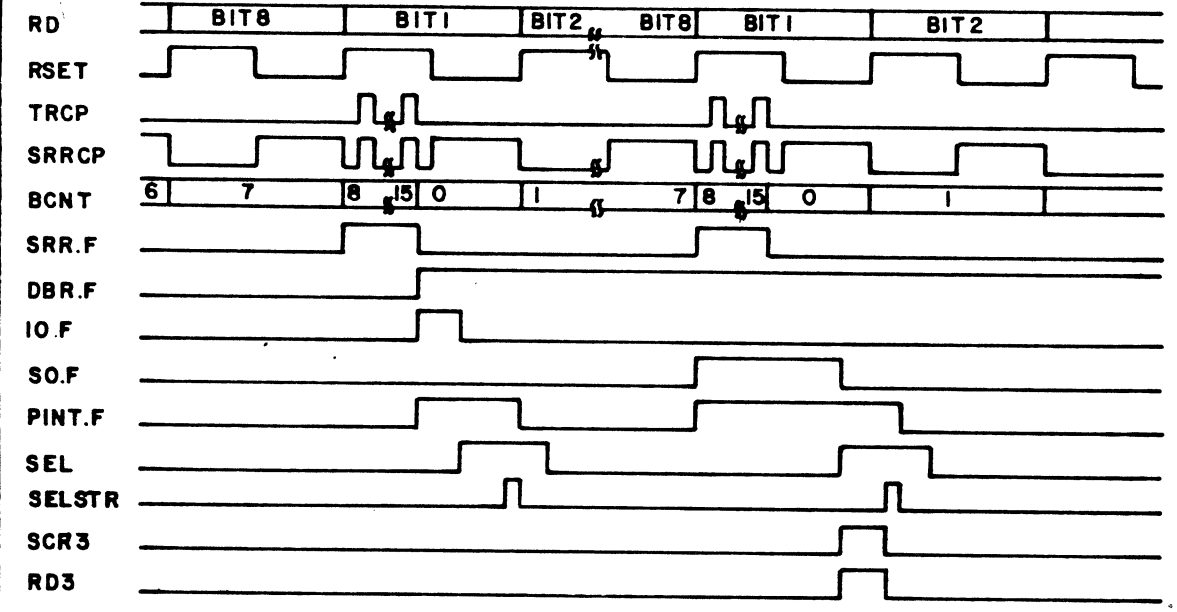 RD BIT8 BIT1 BIT2 BIT8 BIT1 BIT2
RSET
TRCP
SRRCP
BCNT 6 7 8 15 0 1 7 8 15 0 1
SRR.F
DBR.F
IO.F
SO.F
PINT.F
SEL
SELSTR
SCR3
RD3